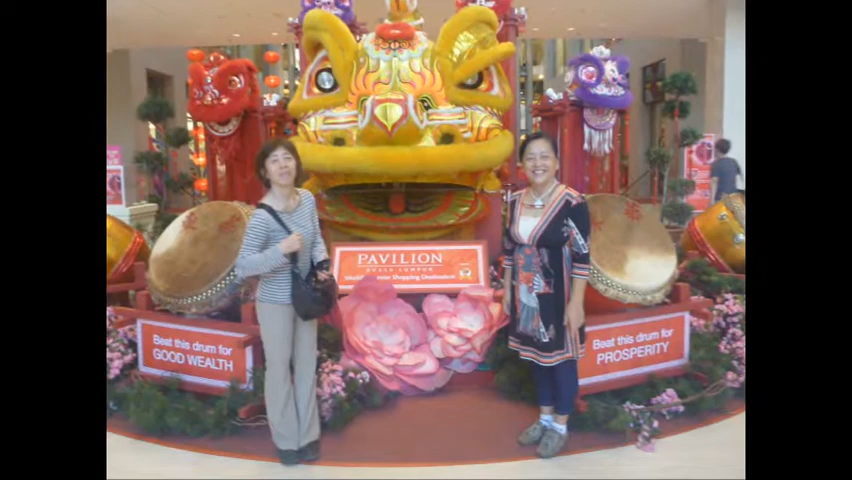 PAVILION
KUALA LUMPUR
Beat this drum for
GOOD WEALTH
Beat this drum for
PROSPERITY